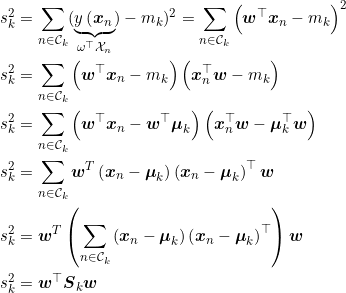 $s_k^2 = \sum_{n \in \mathcal{C}_k} (\underbrace{y(\boldsymbol{x}_n)}_{\omega^\top \mathcal{X}_n} - m_k)^2 = \sum_{n \in \mathcal{C}_k} \left( \boldsymbol{w}^\top \boldsymbol{x}_n - m_k \right)^2$
$s_k^2 = \sum_{n \in \mathcal{C}_k} \left( \boldsymbol{w}^\top \boldsymbol{x}_n - m_k \right) \left( \boldsymbol{x}_n^\top \boldsymbol{w} - m_k \right)$
$s_k^2 = \sum_{n \in \mathcal{C}_k} \left( \boldsymbol{w}^\top \boldsymbol{x}_n - \boldsymbol{w}^\top \boldsymbol{\mu}_k \right) \left( \boldsymbol{x}_n^\top \boldsymbol{w} - \boldsymbol{\mu}_k^\top \boldsymbol{w} \right)$
$s_k^2 = \sum_{n \in \mathcal{C}_k} \boldsymbol{w}^T \left( \boldsymbol{x}_n - \boldsymbol{\mu}_k \right) \left( \boldsymbol{x}_n - \boldsymbol{\mu}_k \right)^\top \boldsymbol{w}$
$s_k^2 = \boldsymbol{w}^T \left( \sum_{n \in \mathcal{C}_k} \left( \boldsymbol{x}_n - \boldsymbol{\mu}_k \right) \left( \boldsymbol{x}_n - \boldsymbol{\mu}_k \right)^\top \right) \boldsymbol{w}$
$s_k^2 = \boldsymbol{w}^\top \boldsymbol{S}_k \boldsymbol{w}$